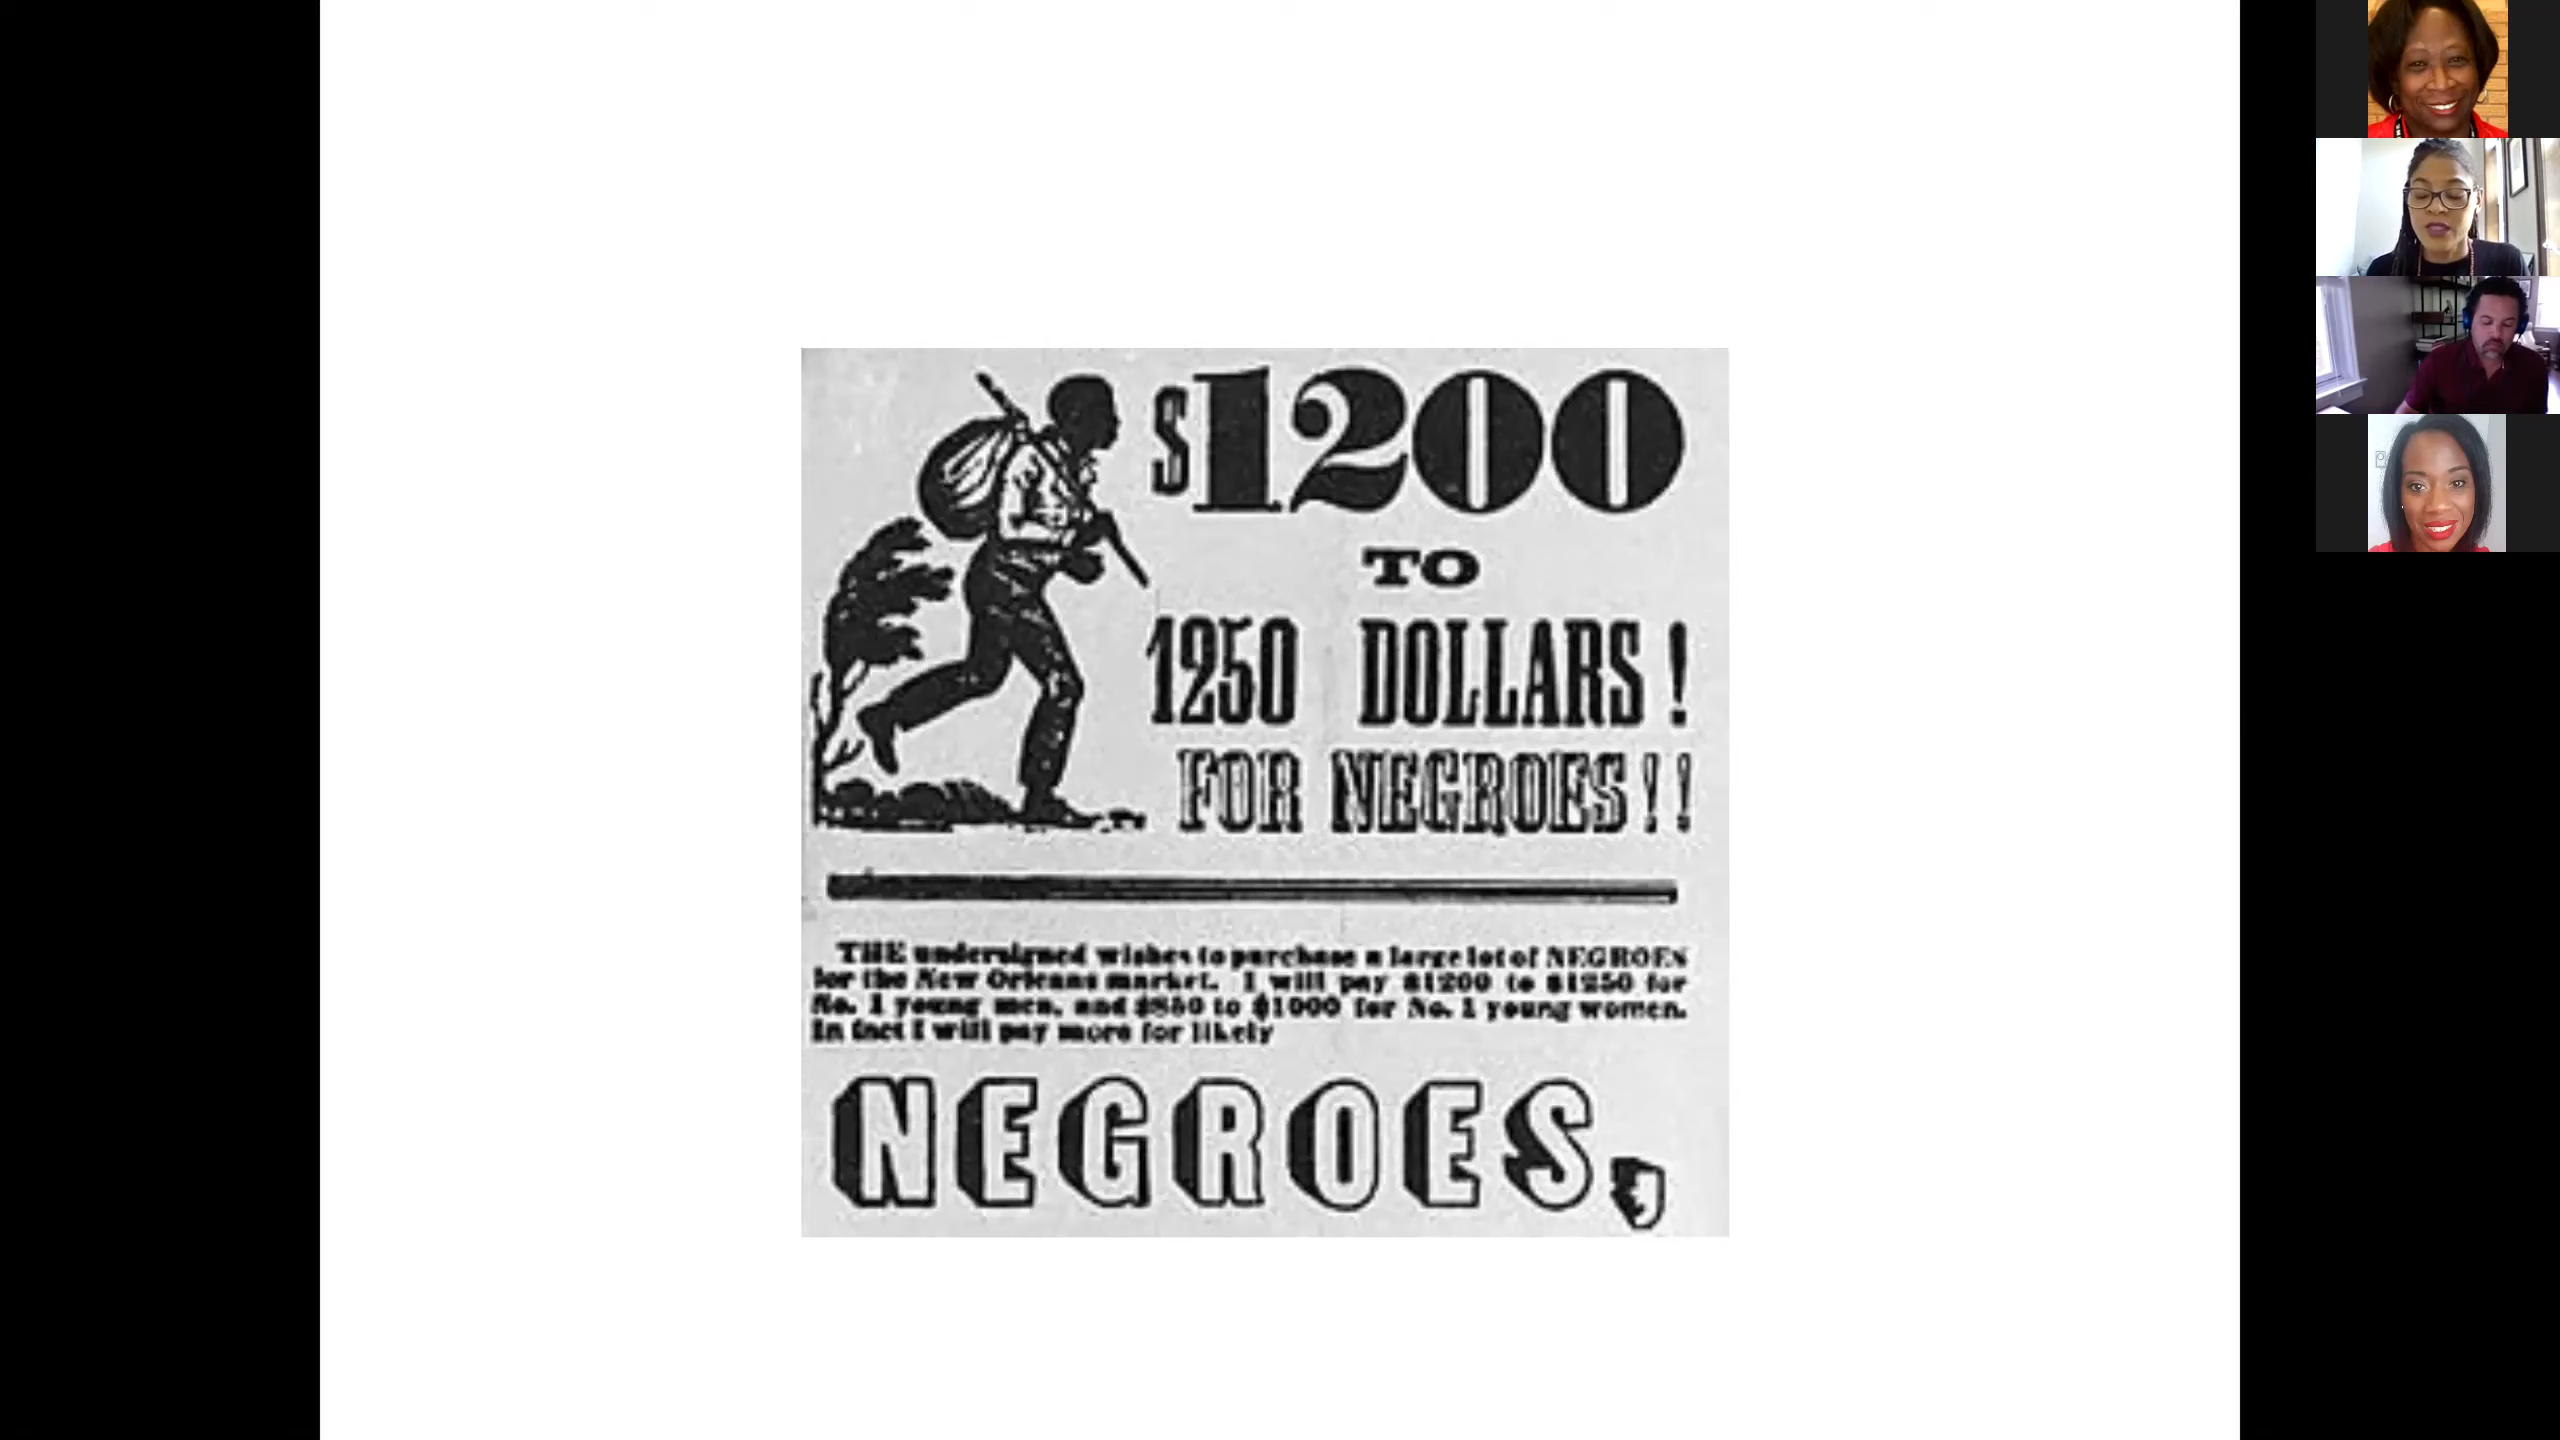 $1200
TO
1250 DOLLARS!
FOR NEGROES!!
THE undersigned wishes to purchase a large lot of NEGROES
for the New Orleans market. I will pay $1200 to $1250 for
No. 1 young men, and $850 to $1000 for No. 1 young women.
In fact I will pay more for likely
NEGROES,